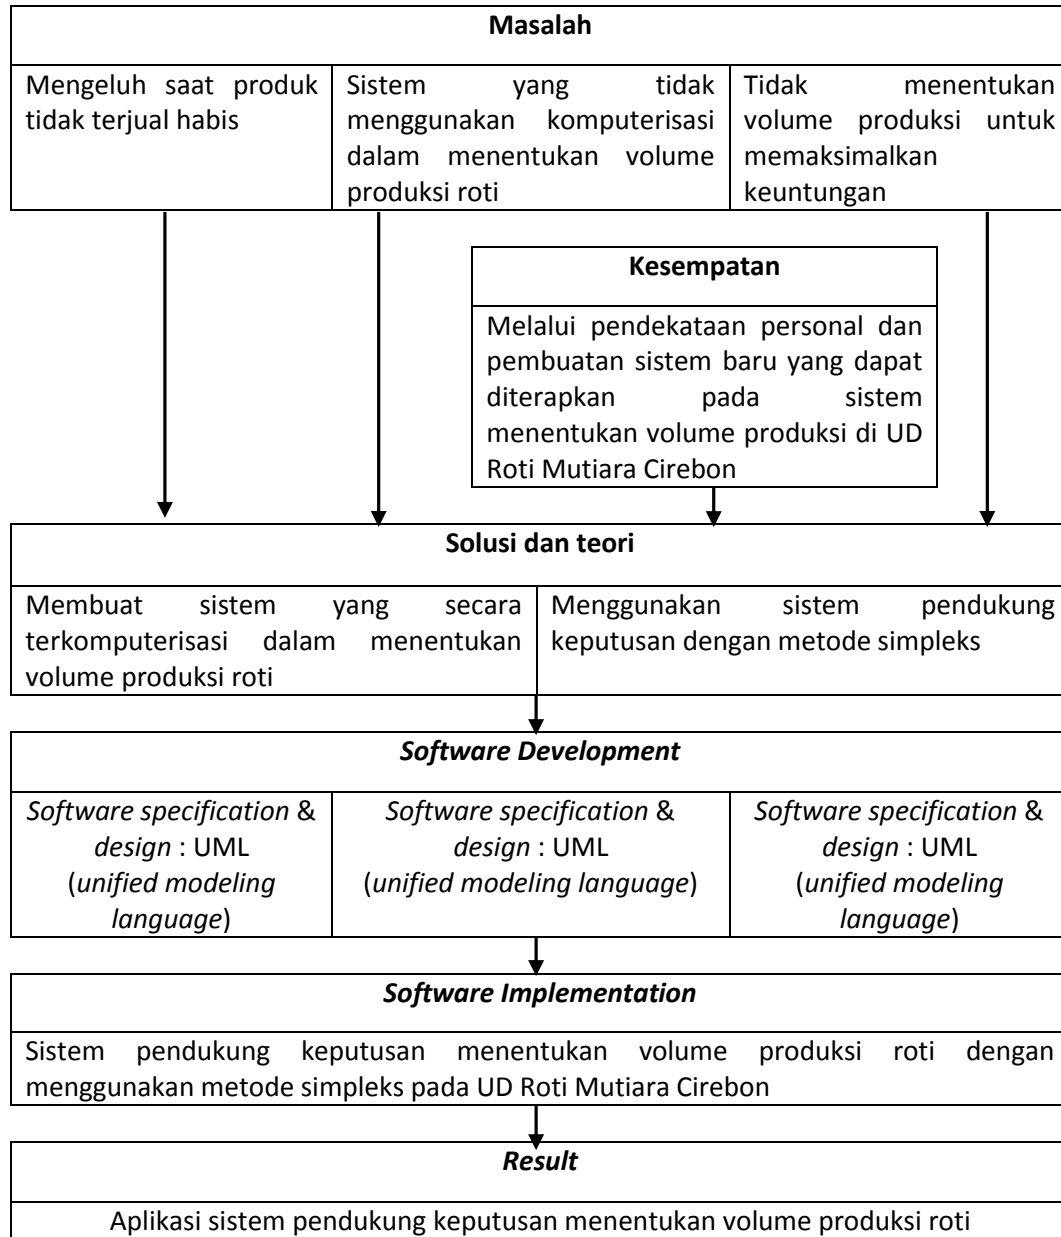 Masalah
Mengeluh saat produk
tidak terjual habis
Sistem yang tidak
menggunakan komputerisasi
dalam menentukan volume
produksi roti
Tidak menentukan
volume produksi untuk
memaksimalkan
keuntungan
Kesempatan
Melalui pendekataan personal dan
pembuatan sistem baru yang dapat
diterapkan pada sistem
menentukan volume produksi di UD
Roti Mutiara Cirebon
Solusi dan teori
Membuat sistem yang secara
terkomputerisasi dalam menentukan
volume produksi roti
Menggunakan sistem pendukung
keputusan dengan metode simpleks
Software Development
Software specification &
design : UML
(unified modeling
language)
Software specification &
design : UML
(unified modeling language)
Software specification &
design : UML
(unified modeling
language)
Software Implementation
Sistem pendukung keputusan menentukan volume produksi roti dengan
menggunakan metode simpleks pada UD Roti Mutiara Cirebon
Result
Aplikasi sistem pendukung keputusan menentukan volume produksi roti